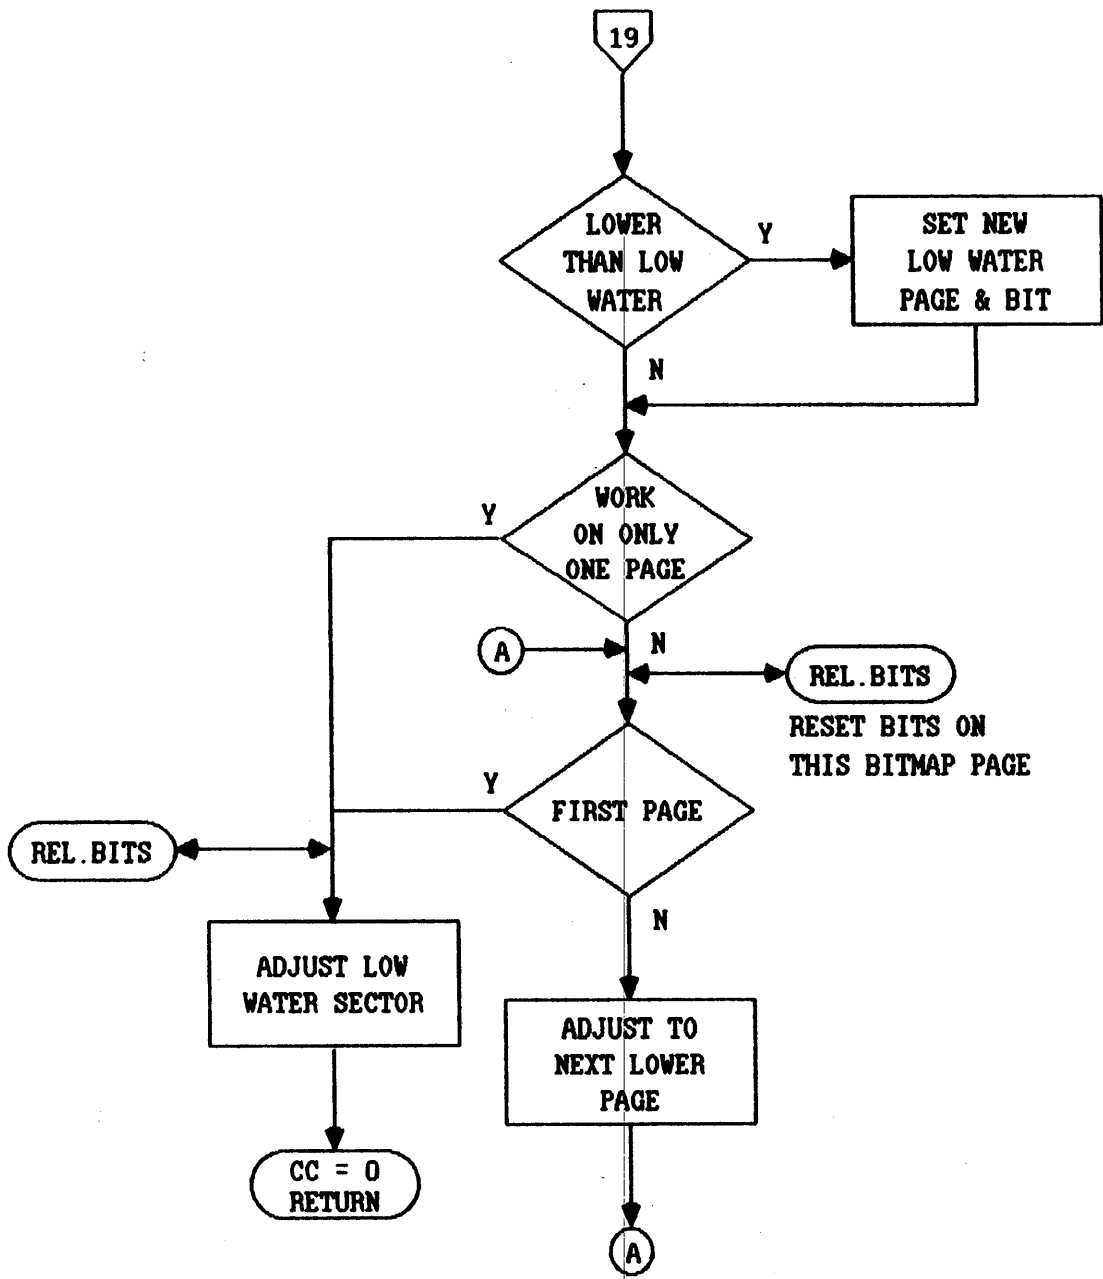 19
LOWER
THAN LOW
WATER
Y
SET NEW
LOW WATER
PAGE & BIT
N
WORK
ON ONLY
ONE PAGE
Y
A
N
REL.BITS
RESET BITS ON
THIS BITMAP PAGE
Y
FIRST PAGE
REL.BITS
N
ADJUST LOW
WATER SECTOR
ADJUST TO
NEXT LOWER
PAGE
CC = 0
RETURN
A